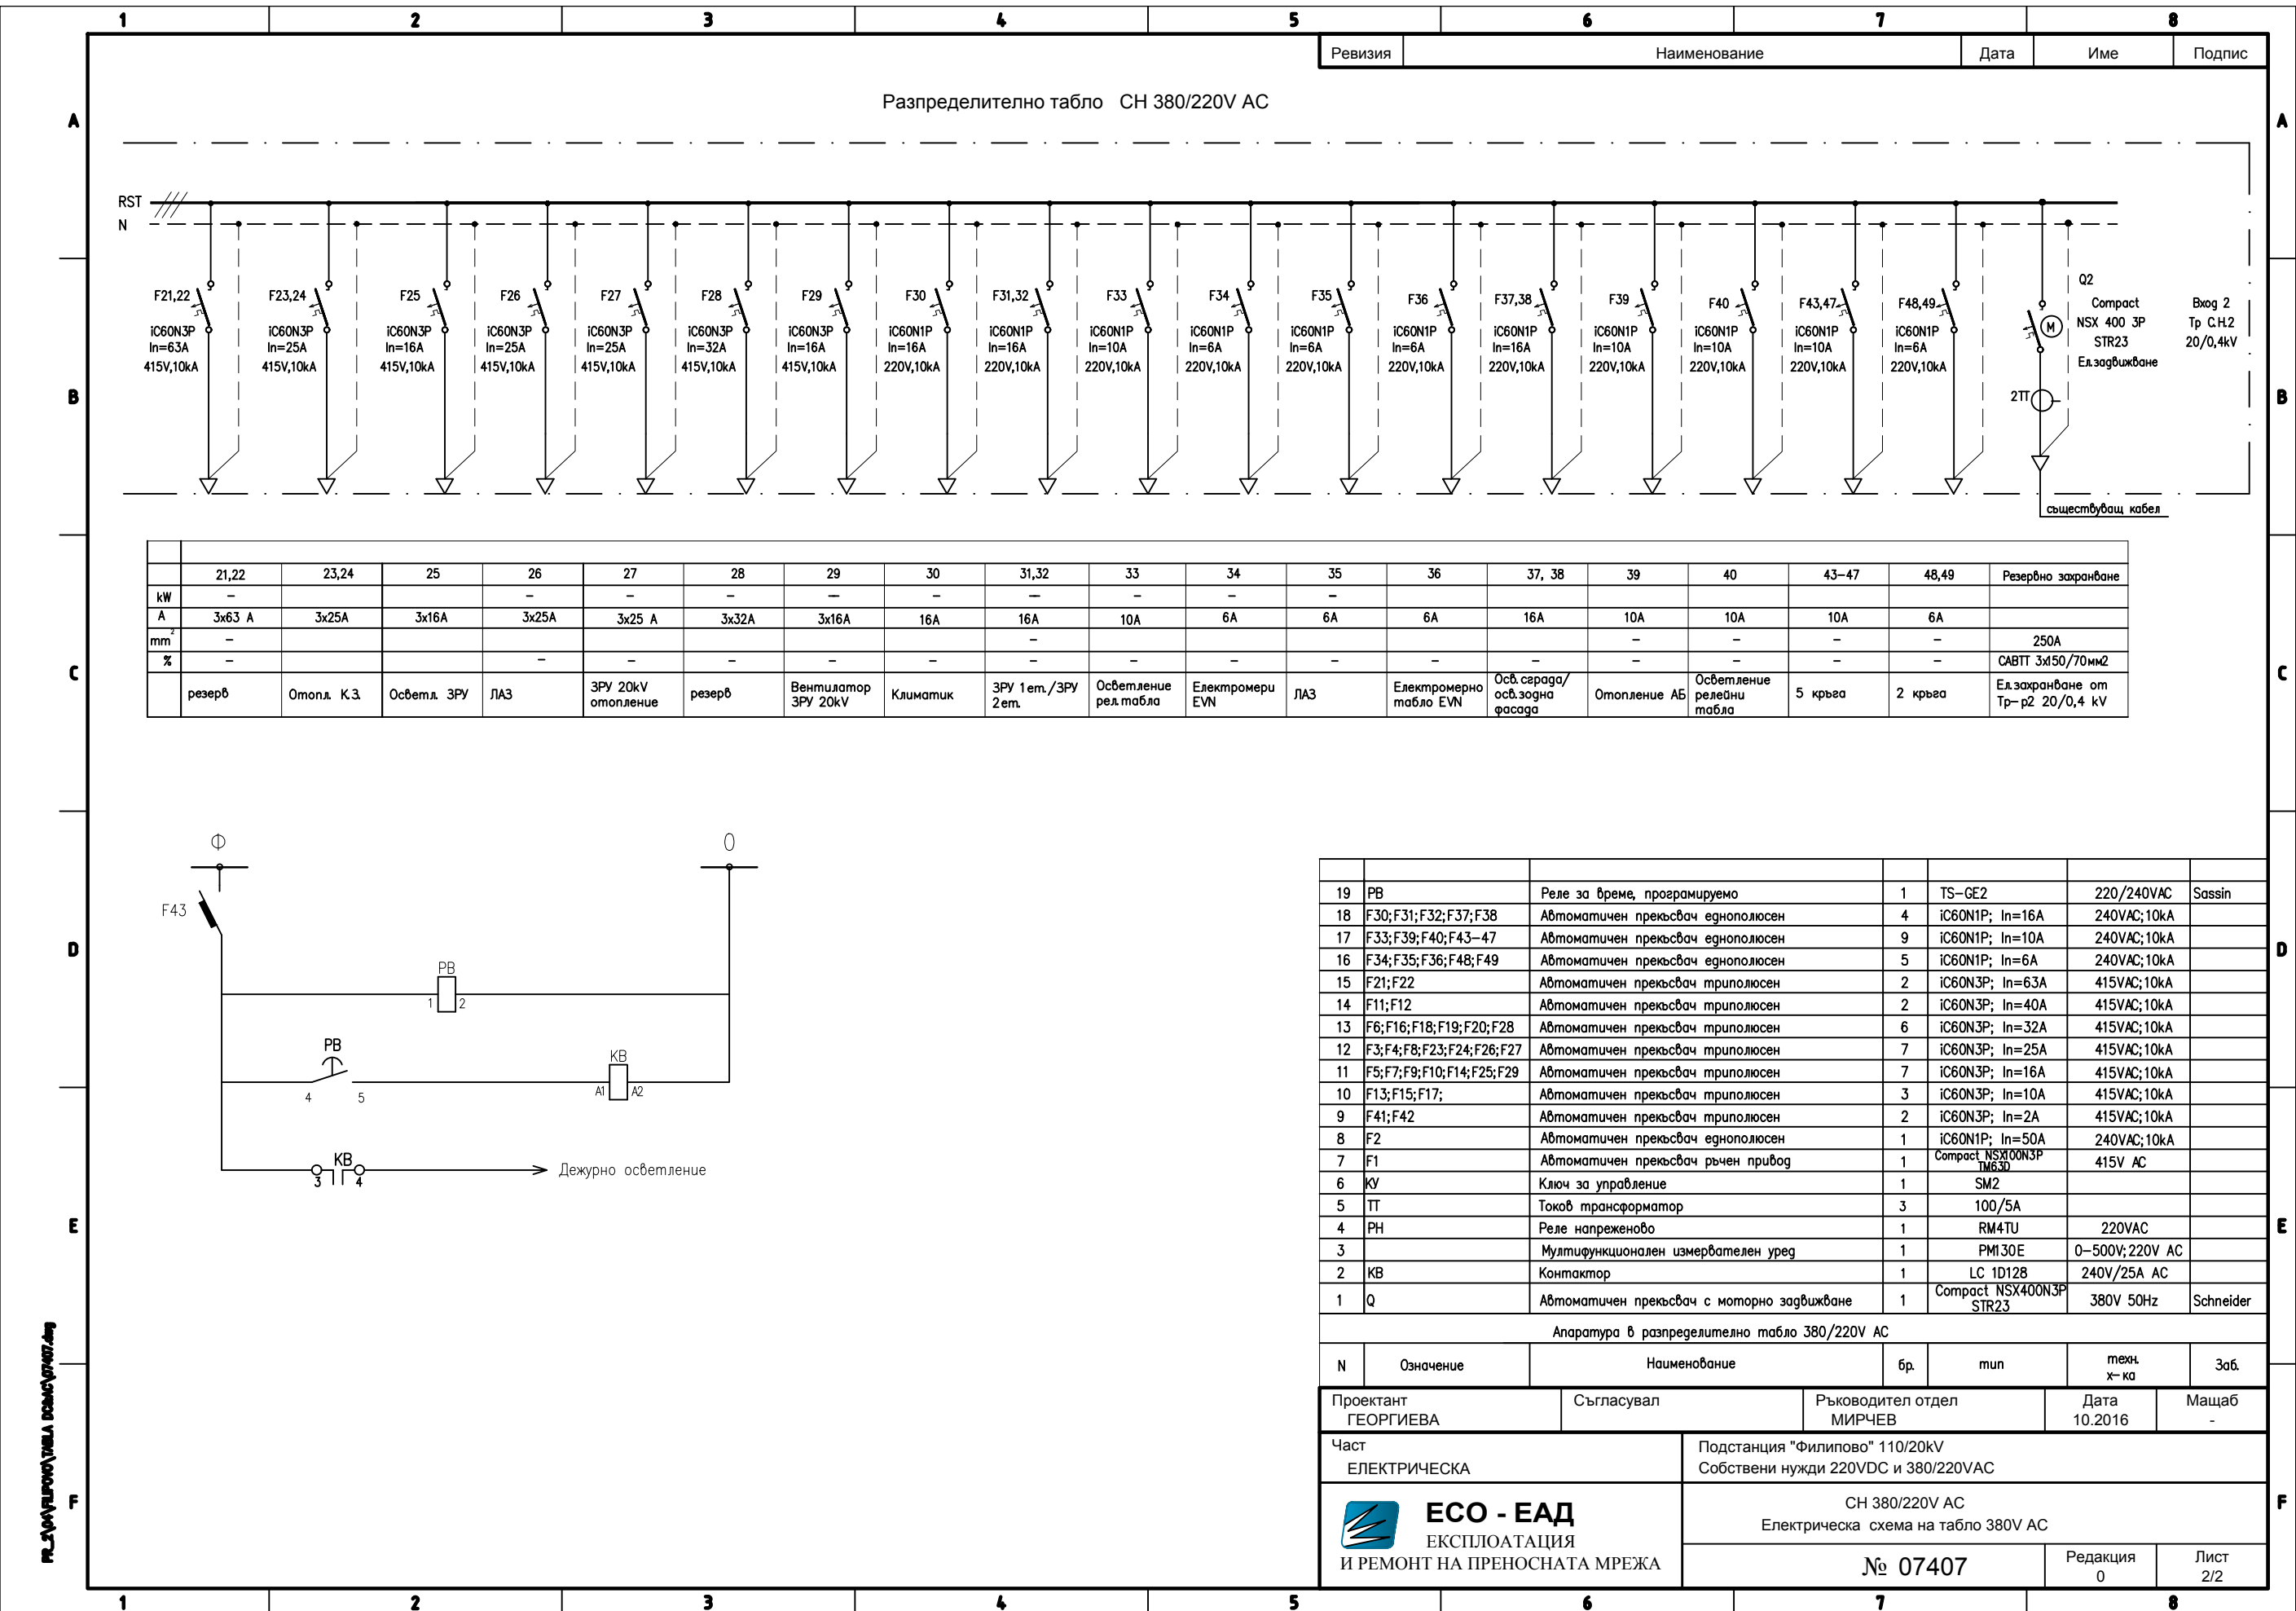 1 2 3 4 5 6 7 8
Ревизия Наименование Дата Име Подпис
Разпределително табло СН 380/220V AC
A A
RST
N
F21,22 iC60N3P In=63A 415V,10kA
F23,24 iC60N3P In=25A 415V,10kA
F25 iC60N3P In=16A 415V,10kA
F26 iC60N3P In=25A 415V,10kA
F27 iC60N3P In=25A 415V,10kA
F28 iC60N3P In=32A 415V,10kA
F29 iC60N3P In=16A 415V,10kA
F30 iC60N1P In=16A 220V,10kA
F31,32 iC60N1P In=16A 220V,10kA
F33 iC60N1P In=10A 220V,10kA
F34 iC60N1P In=6A 220V,10kA
F35 iC60N1P In=6A 220V,10kA
F36 iC60N1P In=6A 220V,10kA
F37,38 iC60N1P In=16A 220V,10kA
F39 iC60N1P In=10A 220V,10kA
F40 iC60N1P In=10A 220V,10kA
F43,47 iC60N1P In=10A 220V,10kA
F48,49 iC60N1P In=6A 220V,10kA
Q2
Compact
NSX 400 3P
STR23
Ел.задвижване
M
2TT
Вход 2
Тр С.Н.2
20/0,4kV
B B
съществуващ кабел
21,22 23,24 25 26 27 28 29 30 31,32 33 34 35 36 37, 38 39 40 43-47 48,49 Резервно захранване
kW - - - - - - - - - - -
A 3x63 A 3x25A 3x16A 3x25A 3x25 A 3x32A 3x16A 16A 16A 10A 6A 6A 6A 16A 10A 10A 10A 6A
mm² - - - - - - 250A
% - - - - - - - - - - - - - - - - САВТТ 3x150/70мм2
резерв
Отопл. К.З.
Осветл. ЗРУ
ЛАЗ
ЗРУ 20kV отопление
резерв
Вентилатор ЗРУ 20kV
Климатик
ЗРУ 1ет./ЗРУ 2ет.
Осветление рел.табла
Електромери EVN
ЛАЗ
Електромерно табло EVN
Осв.сграда/ осв.зодна фасада
Отопление АБ
Осветление релейни табла
5 кръга
2 кръга
Ел.захранване от Тр-р2 20/0,4 kV
C C
Ф 0
F43
PB
1 2
PB
4 5
KB
A1 A2
KB
3 4
Дежурно осветление
D D
19 PB Реле за време, програмируемо 1 TS-GE2 220/240VAC Sassin
18 F30;F31;F32;F37;F38 Автоматичен прекъсвач еднополюсен 4 iC60N1P; In=16A 240VAC;10kA
17 F33;F39;F40;F43-47 Автоматичен прекъсвач еднополюсен 9 iC60N1P; In=10A 240VAC;10kA
16 F34;F35;F36;F48;F49 Автоматичен прекъсвач еднополюсен 5 iC60N1P; In=6A 240VAC;10kA
15 F21;F22 Автоматичен прекъсвач триполюсен 2 iC60N3P; In=63A 415VAC;10kA
14 F11;F12 Автоматичен прекъсвач триполюсен 2 iC60N3P; In=40A 415VAC;10kA
13 F6;F16;F18;F19;F20;F28 Автоматичен прекъсвач триполюсен 6 iC60N3P; In=32A 415VAC;10kA
12 F3;F4;F8;F23;F24;F26;F27 Автоматичен прекъсвач триполюсен 7 iC60N3P; In=25A 415VAC;10kA
11 F5;F7;F9;F10;F14;F25;F29 Автоматичен прекъсвач триполюсен 7 iC60N3P; In=16A 415VAC;10kA
10 F13;F15;F17; Автоматичен прекъсвач триполюсен 3 iC60N3P; In=10A 415VAC;10kA
9 F41;F42 Автоматичен прекъсвач триполюсен 2 iC60N3P; In=2A 415VAC;10kA
8 F2 Автоматичен прекъсвач еднополюсен 1 iC60N1P; In=50A 240VAC;10kA
7 F1 Автоматичен прекъсвач ръчен привод 1 Compact NSX100N3P TM63D 415V AC
6 КУ Ключ за управление 1 SM2
5 TT Токов трансформатор 3 100/5A
4 PH Реле напреженово 1 RM4TU 220VAC
3 Мултифункционален измервателен уред 1 PM130E 0-500V;220V AC
2 KB Контактор 1 LC 1D128 240V/25A AC
1 Q Автоматичен прекъсвач с моторно задвижване 1 Compact NSX400N3P STR23 380V 50Hz Schneider
Апаратура в разпределително табло 380/220V AC
N Означение Наименование бр. тип техн. х-ка Заб.
E E
Проектант Съгласувал Ръководител отдел Дата Мащаб
ГЕОРГИЕВА МИРЧЕВ 10.2016 -
Част
ЕЛЕКТРИЧЕСКА
Подстанция "Филипово" 110/20kV
Собствени нужди 220VDC и 380/220VAC
ЕСО - ЕАД
ЕКСПЛОАТАЦИЯ
И РЕМОНТ НА ПРЕНОСНАТА МРЕЖА
СН 380/220V AC
Електрическа схема на табло 380V AC
№ 07407
Редакция
0
Лист
2/2
F F
PR_2\04\FILIPOVO\TABLA DC&AC\07407.dwg
1 2 3 4 5 6 7 8